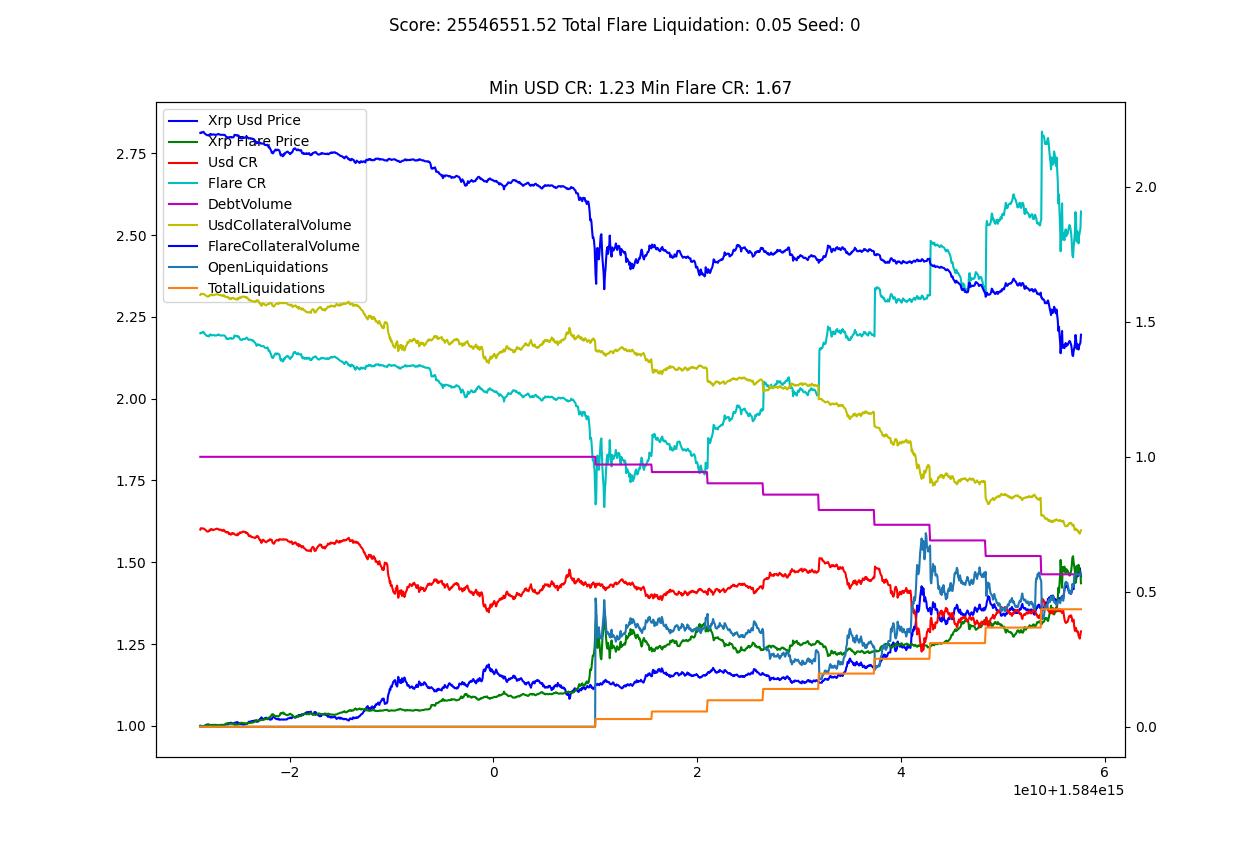 Score: 25546551.52 Total Flare Liquidation: 0.05 Seed: 0
Min USD CR: 1.23 Min Flare CR: 1.67
Xrp Usd Price
Xrp Flare Price
Usd CR
Flare CR
DebtVolume
UsdCollateralVolume
FlareCollateralVolume
OpenLiquidations
TotalLiquidations
2.75
2.50
2.25
2.00
1.75
1.50
1.25
1.00
2.0
1.5
1.0
0.5
0.0
−2 0 2 4 6
1e10+1.584e15